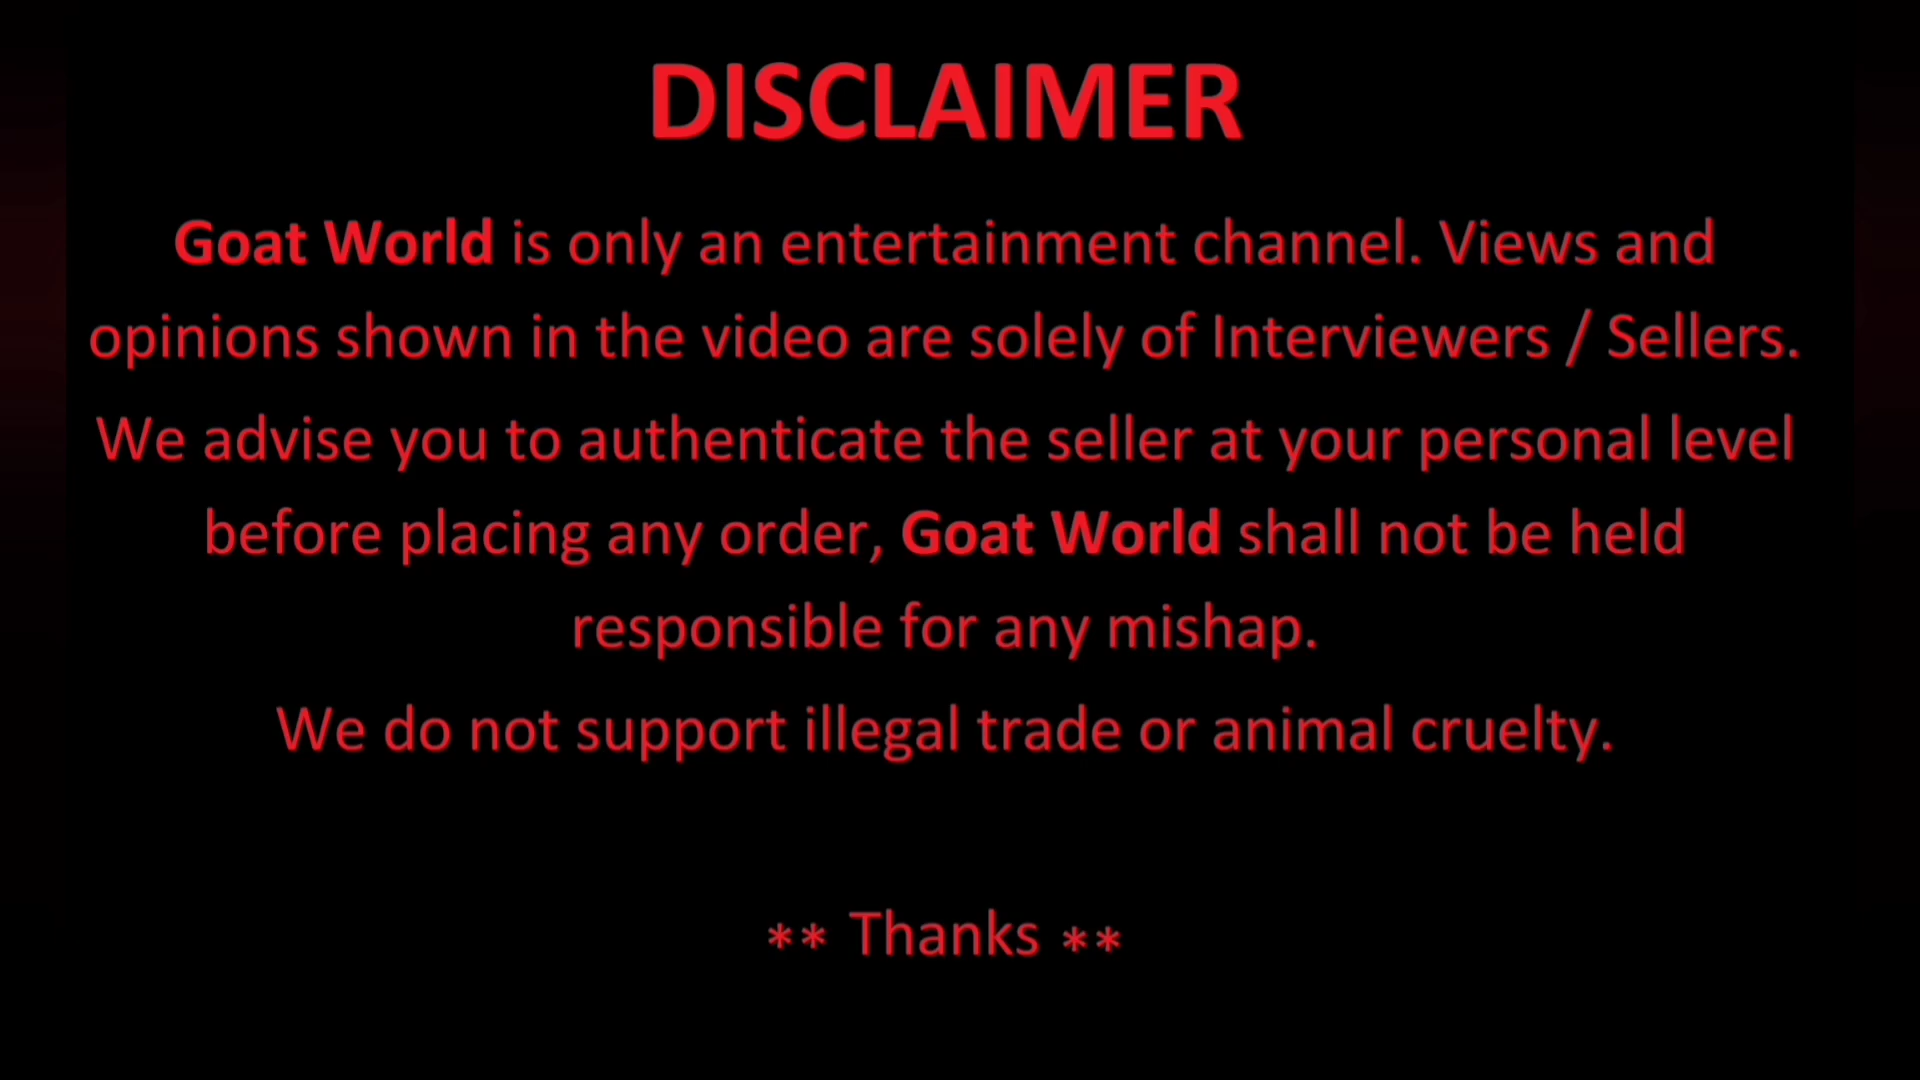 DISCLAIMER
Goat World is only an entertainment channel. Views and
opinions shown in the video are solely of Interviewers / Sellers.
We advise you to authenticate the seller at your personal level
before placing any order, Goat World shall not be held
responsible for any mishap.
We do not support illegal trade or animal cruelty.
** Thanks **